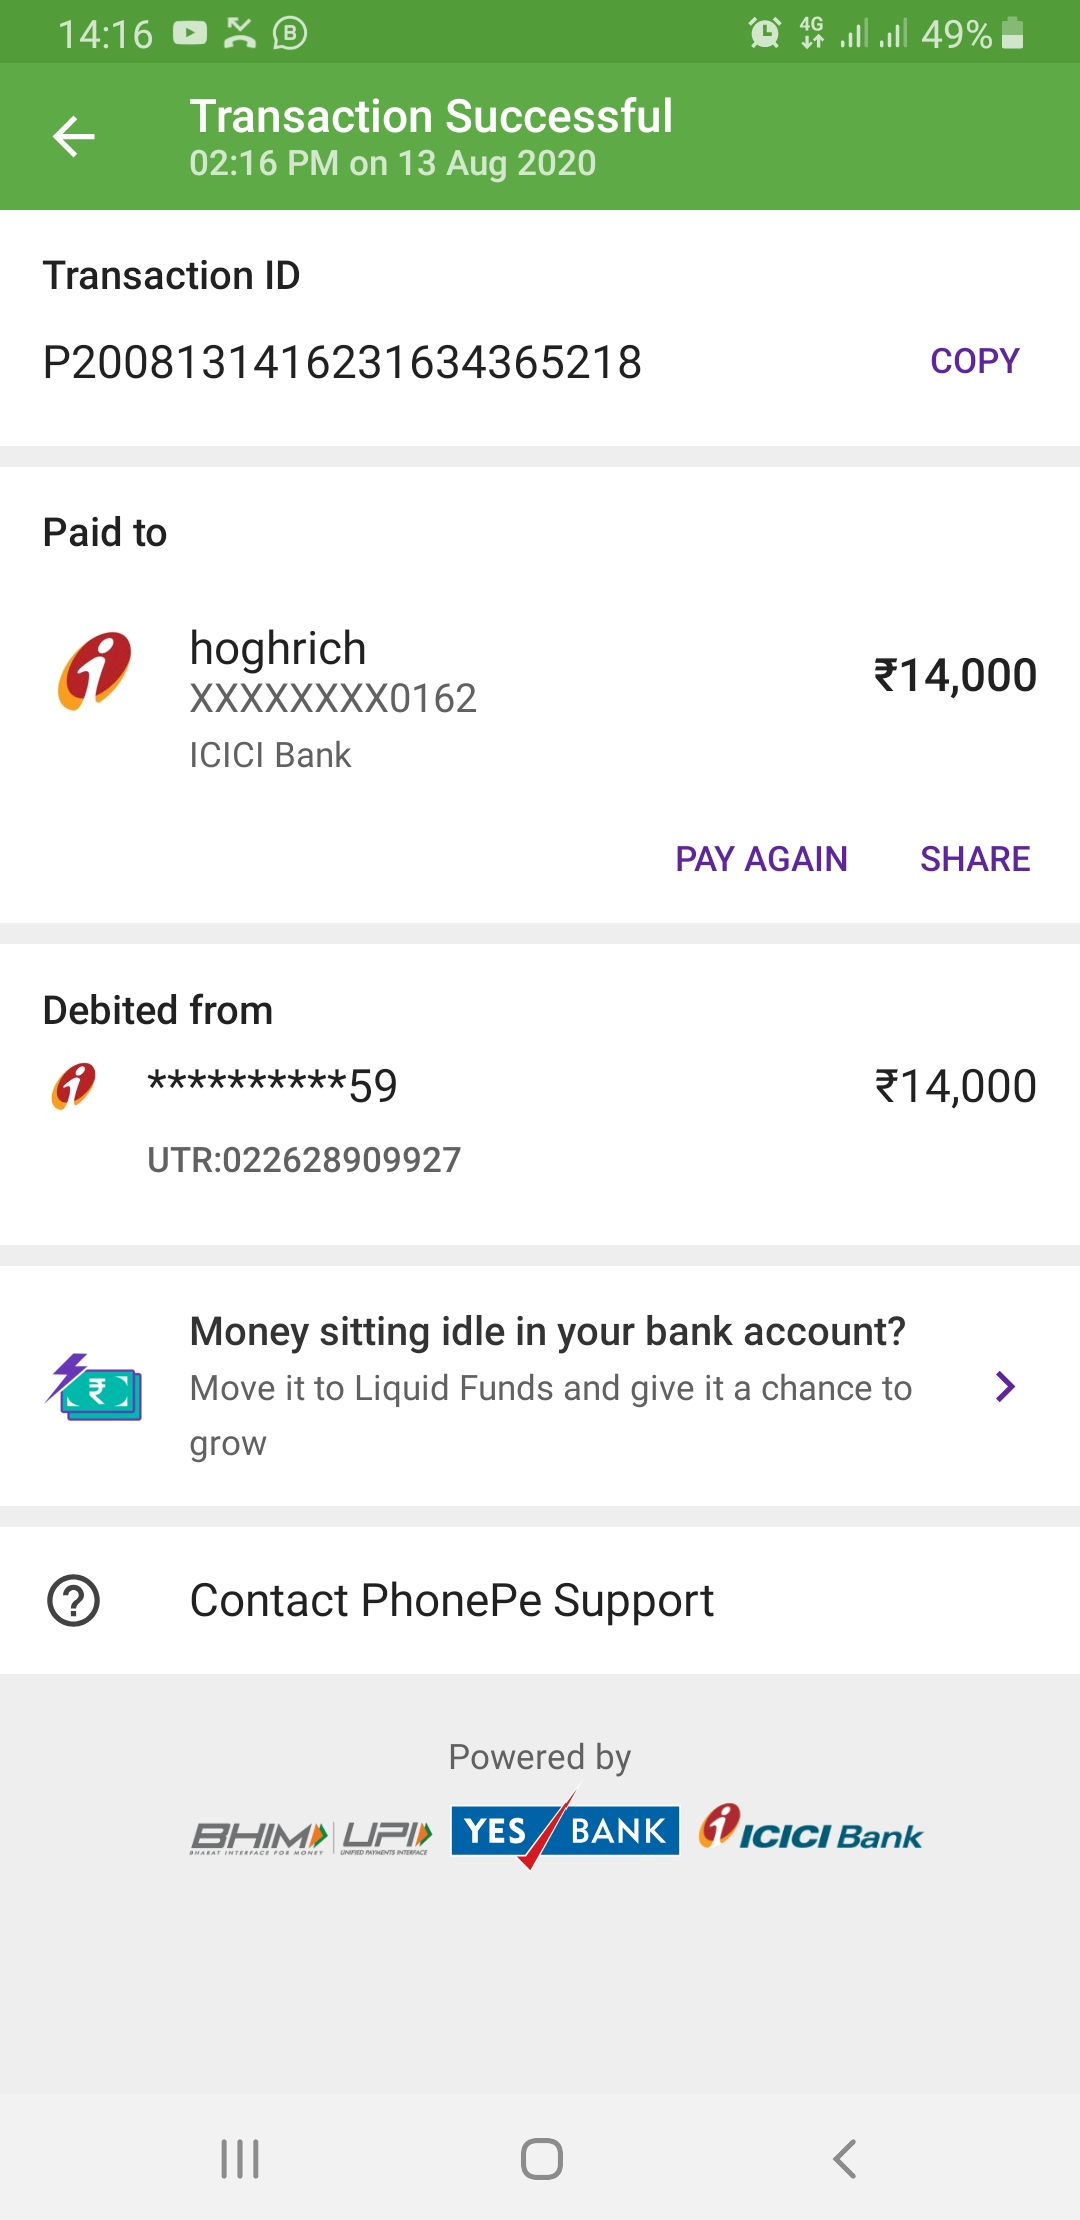 14:16 4G 49%
Transaction Successful
02:16 PM on 13 Aug 2020
Transaction ID
P2008131416231634365218 COPY
Paid to
hoghrich
XXXXXXXX0162
₹14,000
ICICI Bank
PAY AGAIN SHARE
Debited from
**********59 ₹14,000
UTR:022628909927
Money sitting idle in your bank account?
Move it to Liquid Funds and give it a chance to
grow
Contact PhonePe Support
Powered by
BHIM UPI YES BANK ICICI Bank
BHARAT INTERFACE FOR MONEY UNIFIED PAYMENTS INTERFACE